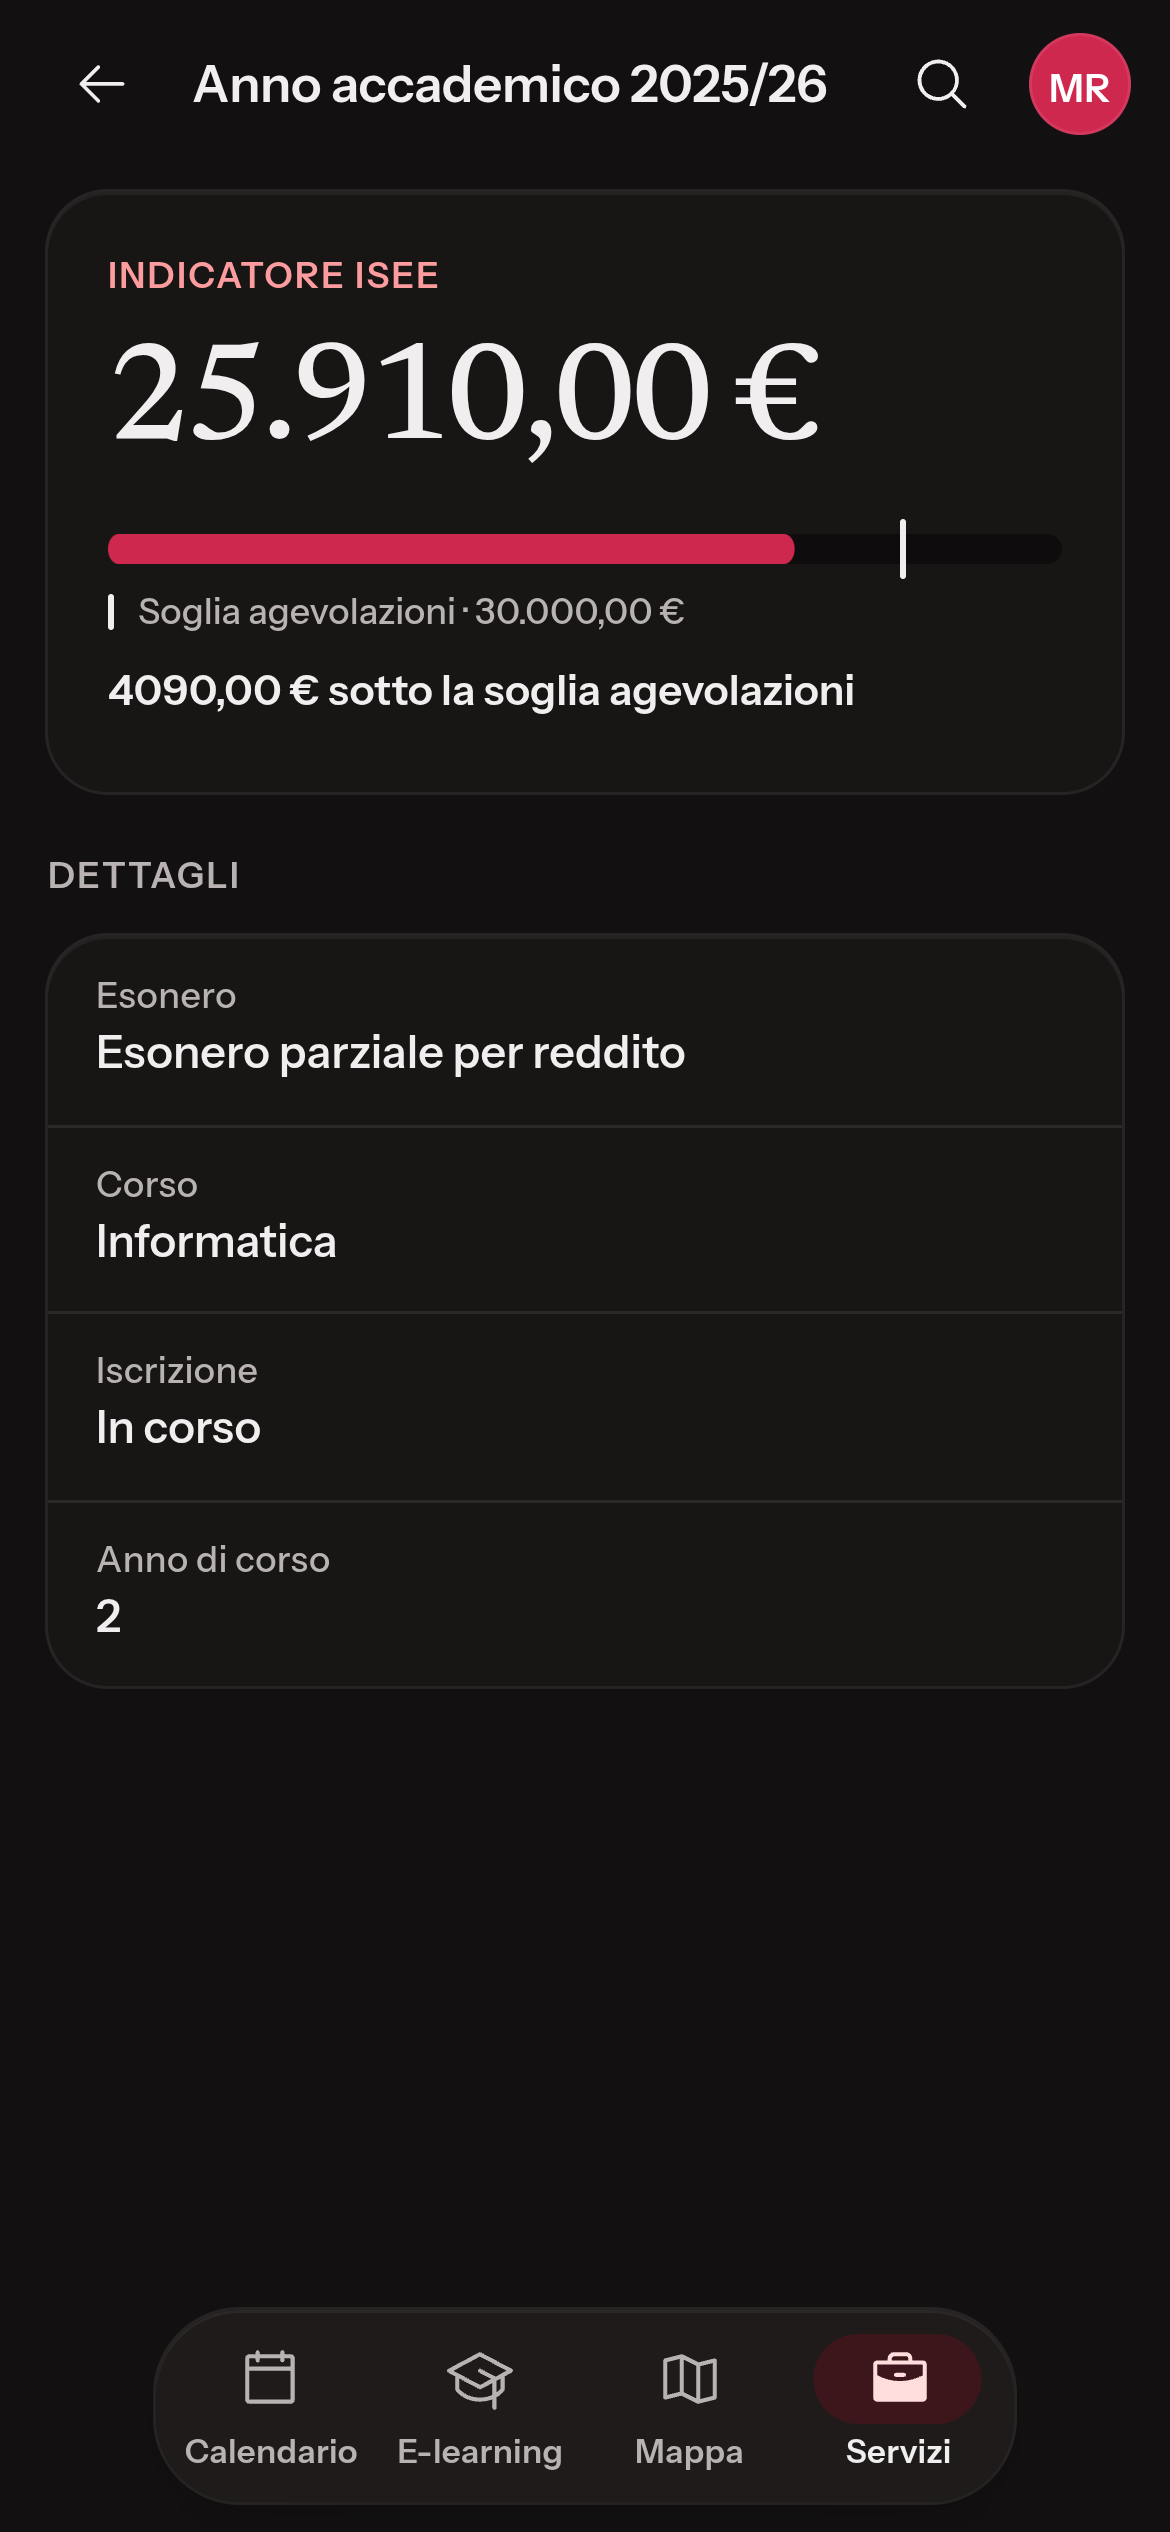 Anno accademico 2025/26
MR
INDICATORE ISEE
25.910,00 €
Soglia agevolazioni · 30.000,00 €
4090,00 € sotto la soglia agevolazioni
DETTAGLI
Esonero
Esonero parziale per reddito
Corso
Informatica
Iscrizione
In corso
Anno di corso
2
Calendario E-learning Mappa Servizi